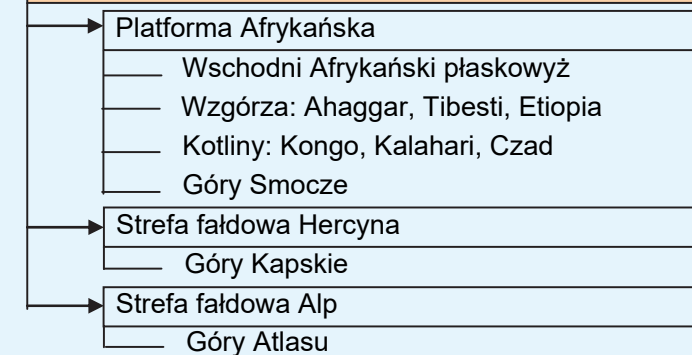 Platforma Afrykańska
Wschodni Afrykański płaskowyż
Wzgórza: Ahaggar, Tibesti, Etiopia
Kotliny: Kongo, Kalahari, Czad
Góry Smocze
Strefa fałdowa Hercyna
Góry Kapskie
Strefa fałdowa Alp
Góry Atlasu